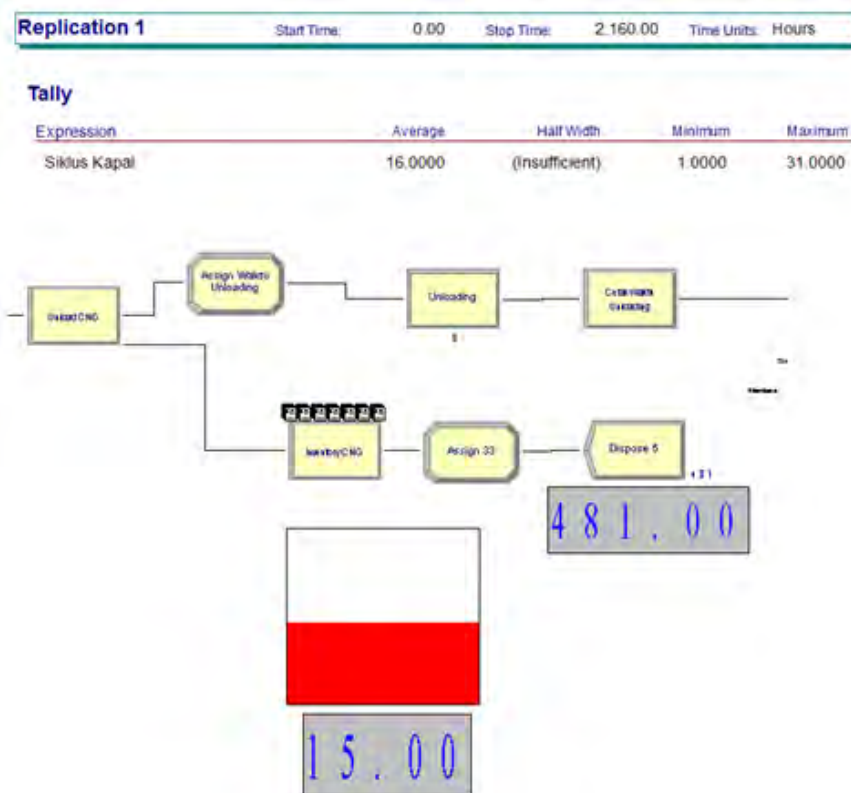 Replication 1 Start Time: 0.00 Stop Time: 2.160.00 Time Units: Hours
Tally
Expression Average Half Width Minimum Maximum
Siklus Kapal 16.0000 (Insufficient) 1.0000 31.0000
Assign Waktu
Unloading
Unloading
Assign 33
Dispose 5
481.00
15.00